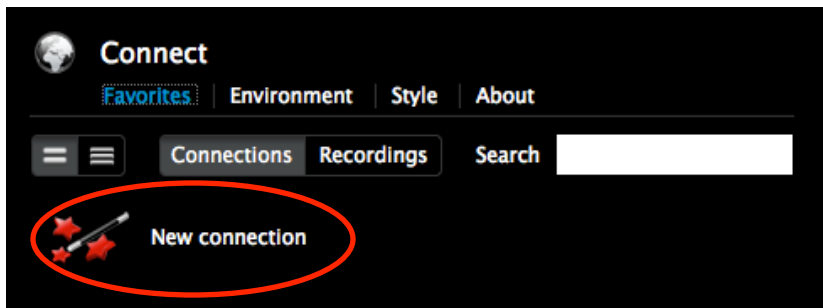 Connect
Favorites Environment Style About
Connections Recordings Search
New connection